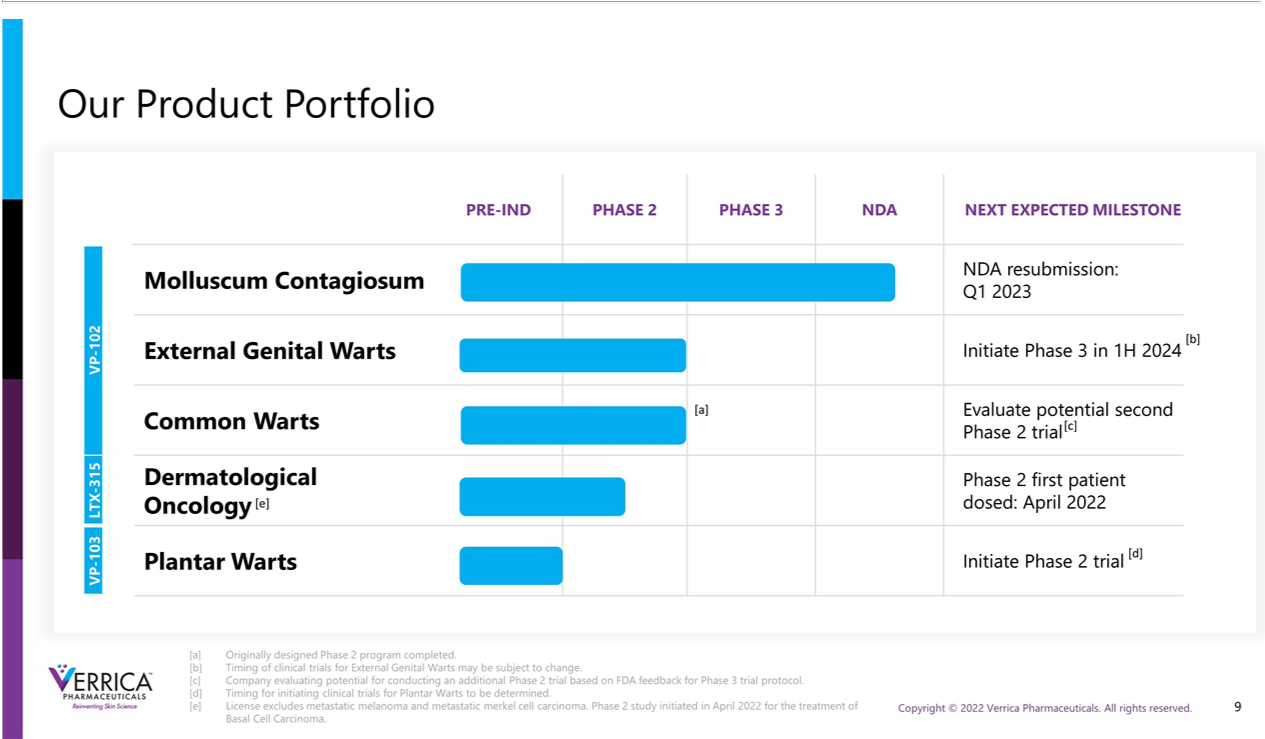 Our Product Portfolio
PRE-IND PHASE 2 PHASE 3 NDA NEXT EXPECTED MILESTONE
VP-102
Molluscum Contagiosum
NDA resubmission:
Q1 2023
External Genital Warts
Initiate Phase 3 in 1H 2024 [b]
Common Warts
[a]
Evaluate potential second
Phase 2 trial[c]
LTX-315
Dermatological
Oncology [e]
Phase 2 first patient
dosed: April 2022
VP-103
Plantar Warts
Initiate Phase 2 trial [d]
VERRICA™
PHARMACEUTICALS
Reinventing Skin Science
[a] Originally designed Phase 2 program completed.
[b] Timing of clinical trials for External Genital Warts may be subject to change.
[c] Company evaluating potential for conducting an additional Phase 2 trial based on FDA feedback for Phase 3 trial protocol.
[d] Timing for initiating clinical trials for Plantar Warts to be determined.
[e] License excludes metastatic melanoma and metastatic merkel cell carcinoma. Phase 2 study initiated in April 2022 for the treatment of
Basal Cell Carcinoma.
Copyright © 2022 Verrica Pharmaceuticals. All rights reserved. 9